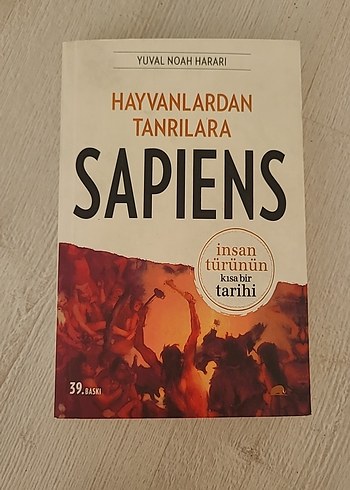 YUVAL NOAH HARARI
HAYVANLARDAN
TANRILARA
SAPIENS
insan
türünün
kısa bir
tarihi
39. BASKI